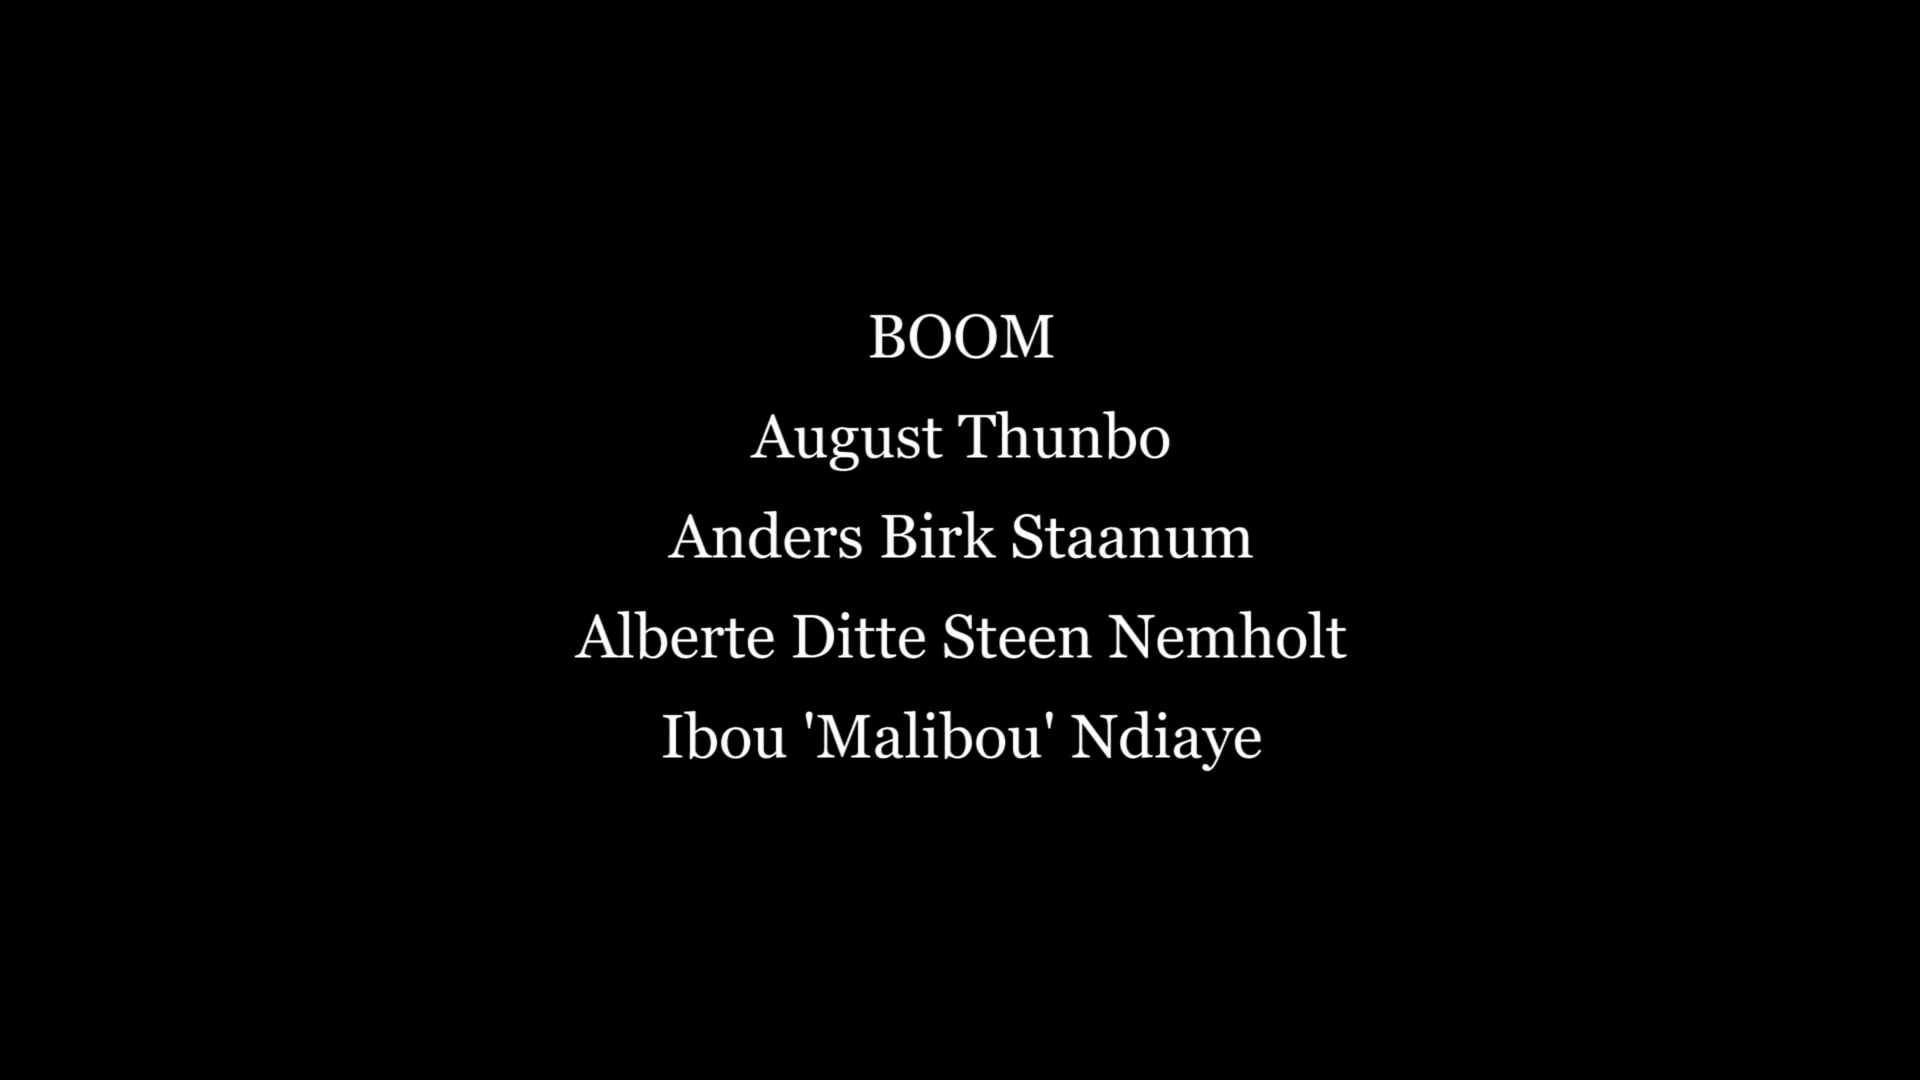 BOOM
August Thunbo
Anders Birk Staanum
Alberte Ditte Steen Nemholt
Ibou 'Malibou' Ndiaye